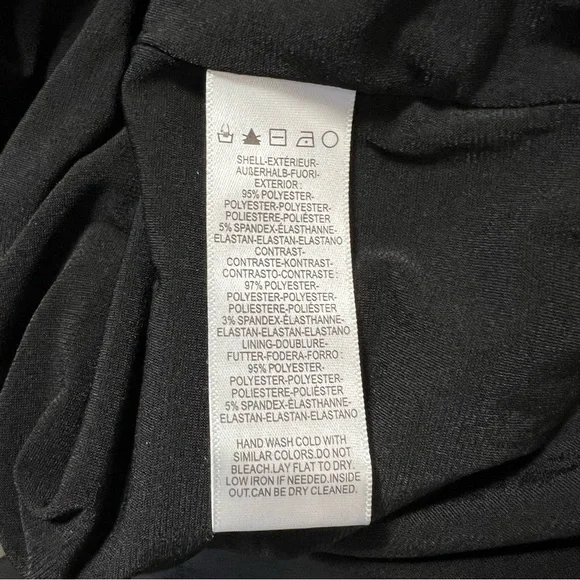 SHELL-EXTÉRIEUR-
AUßERHALB-FUORI-
EXTERIOR :
95% POLYESTER-
POLYESTER-POLYESTER-
POLIESTERE-POLIÉSTER
5% SPANDEX-ÉLASTHANNE-
ELASTAN-ELASTAN-ELASTANO
CONTRAST-
CONTRASTE-KONTRAST-
CONTRASTO-CONTRASTE :
97% POLYESTER-
POLYESTER-POLYESTER-
POLIESTERE-POLIÉSTER
3% SPANDEX-ÉLASTHANNE-
ELASTAN-ELASTAN-ELASTANO
LINING-DOUBLURE-
FUTTER-FODERA-FORRO :
95% POLYESTER-
POLYESTER-POLYESTER-
POLIESTERE-POLIÉSTER
5% SPANDEX-ÉLASTHANNE-
ELASTAN-ELASTAN-ELASTANO
HAND WASH COLD WITH
SIMILAR COLORS.DO NOT
BLEACH.LAY FLAT TO DRY.
LOW IRON IF NEEDED.INSIDE
OUT.CAN BE DRY CLEANED.